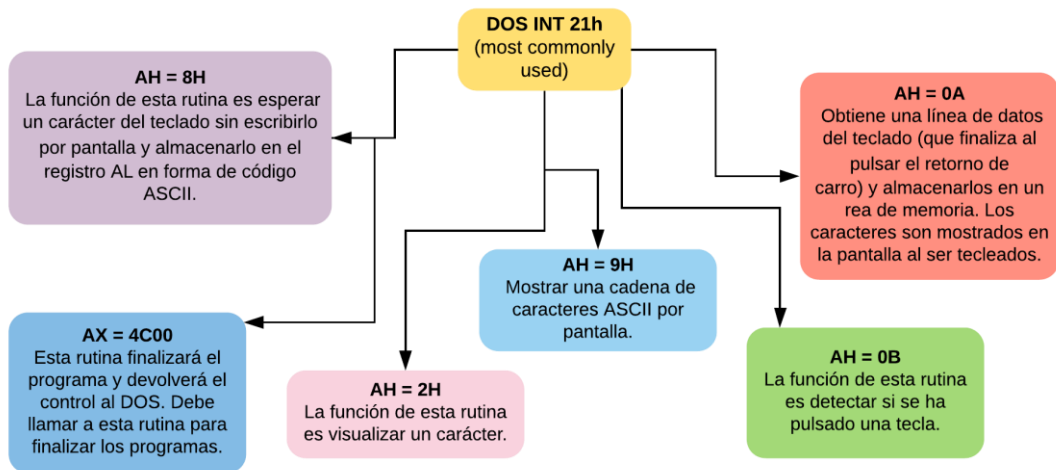 DOS INT 21h
(most commonly
used)
AH = 8H
La función de esta rutina es esperar
un carácter del teclado sin escribirlo
por pantalla y almacenarlo en el
registro AL en forma de código
ASCII.
AH = 0A
Obtiene una línea de datos
del teclado (que finaliza al
pulsar el retorno de
carro) y almacenarlos en un
rea de memoria. Los
caracteres son mostrados en
la pantalla al ser tecleados.
AH = 9H
Mostrar una cadena de
caracteres ASCII por
pantalla.
AX = 4C00
Esta rutina finalizará el
programa y devolverá el
control al DOS. Debe
llamar a esta rutina para
finalizar los programas.
AH = 2H
La función de esta rutina
es visualizar un carácter.
AH = 0B
La función de esta rutina
es detectar si se ha
pulsado una tecla.